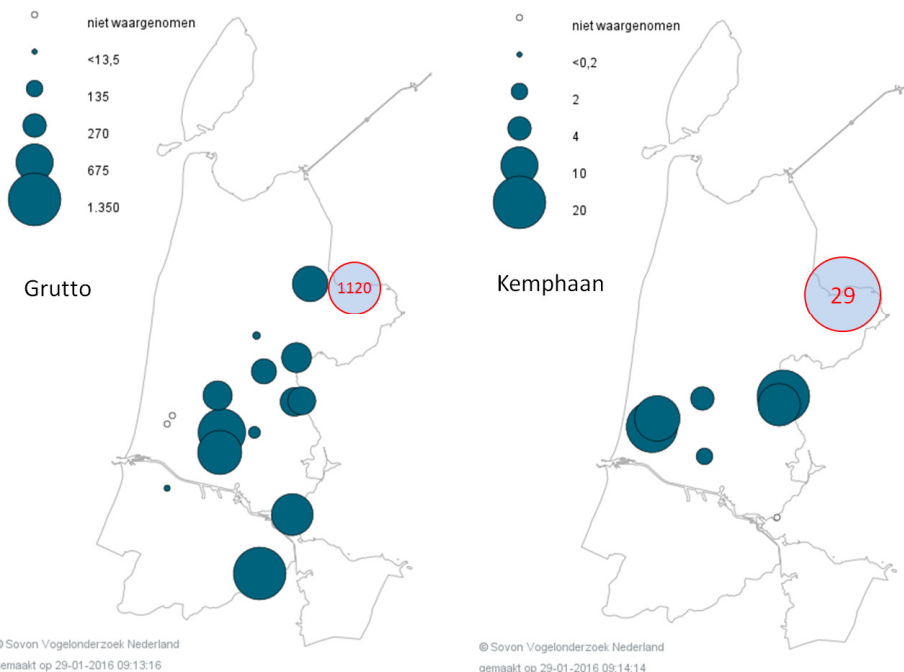 niet waargenomen
<13,5
135
270
675
1.350
Grutto
1120
© Sovon Vogelonderzoek Nederland
gemaakt op 29-01-2016 09:13:16
niet waargenomen
<0,2
2
4
10
20
Kemphaan
29
© Sovon Vogelonderzoek Nederland
gemaakt op 29-01-2016 09:14:14